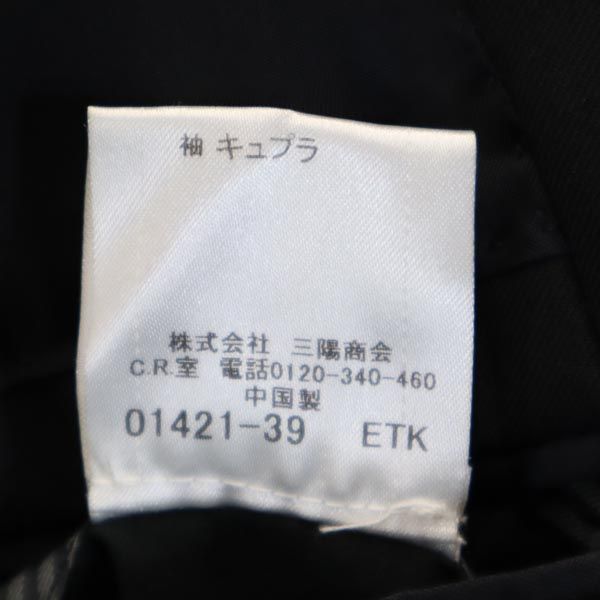 袖 キュプラ
株式会社 三陽商会
C.R.室 電話0120-340-460
中国製
01421-39 ETK